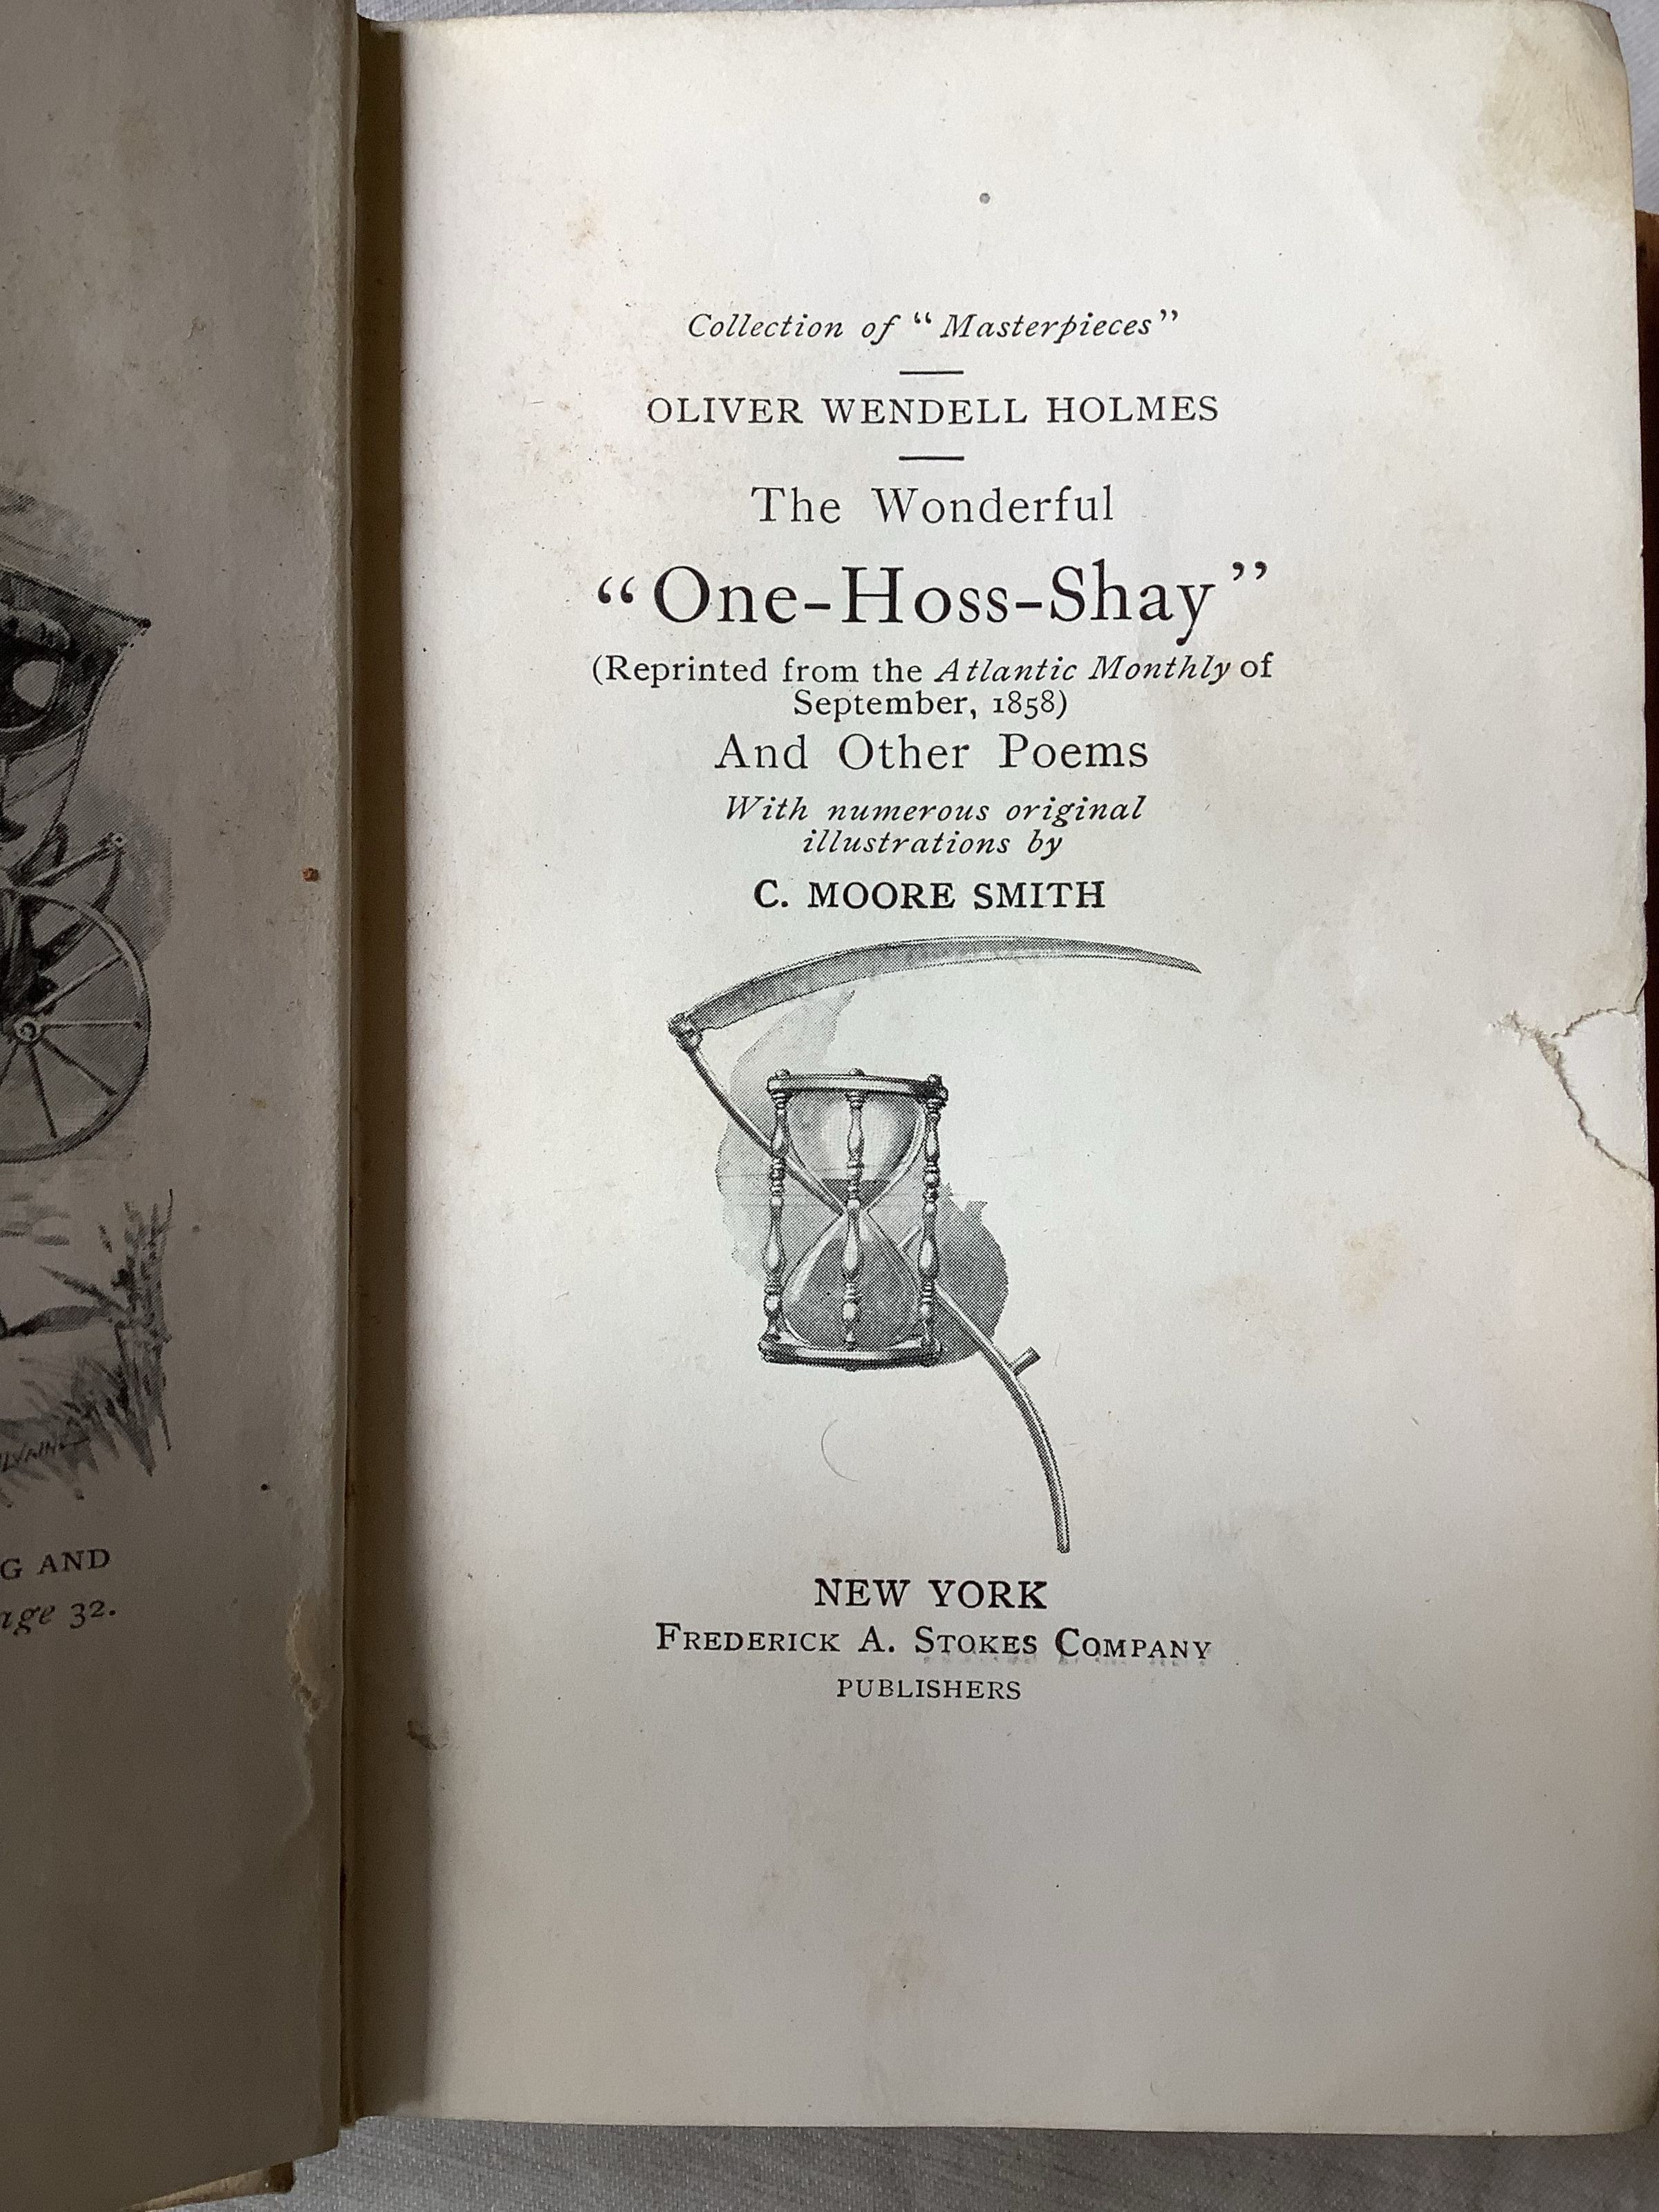 G AND
age 32.
Collection of “Masterpieces”
OLIVER WENDELL HOLMES
The Wonderful
“One-Hoss-Shay”
(Reprinted from the Atlantic Monthly of
September, 1858)
And Other Poems
With numerous original
illustrations by
C. MOORE SMITH
NEW YORK
FREDERICK A. STOKES COMPANY
PUBLISHERS